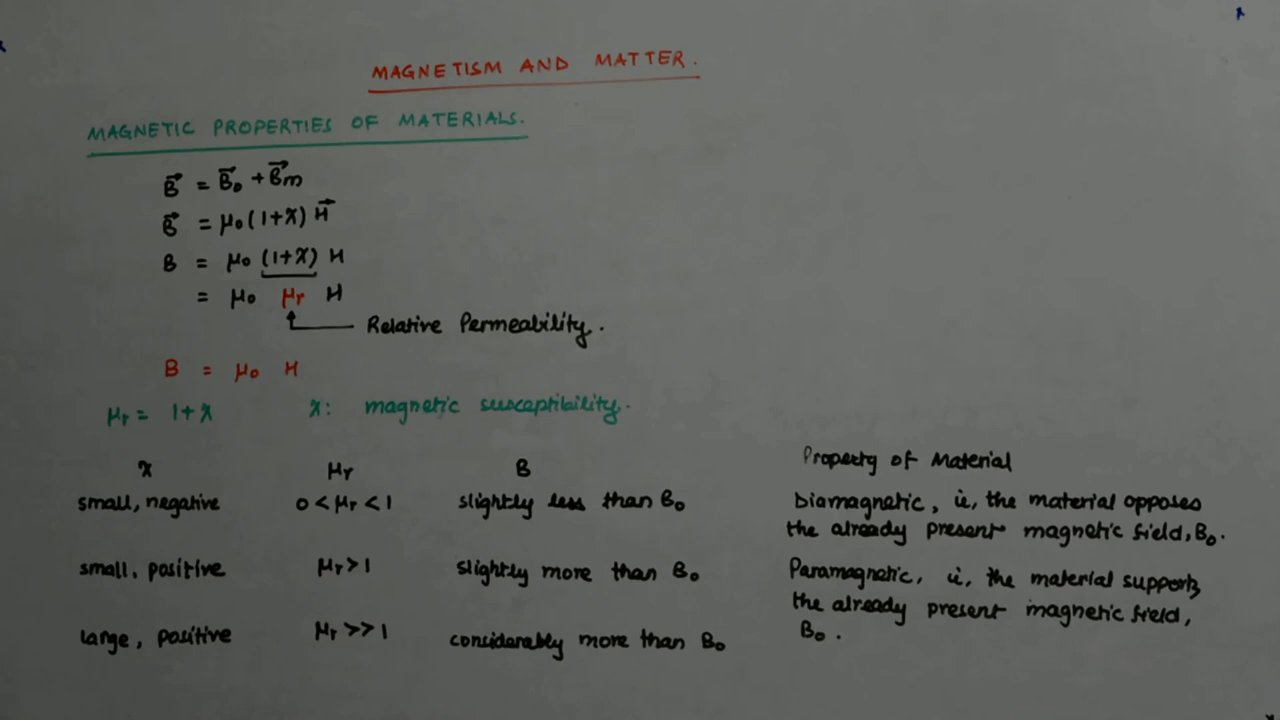 MAGNETISM AND MATTER.
MAGNETIC PROPERTIES OF MATERIALS.
B⃗ = B⃗₀ + B⃗m
B⃗ = μ₀(1+χ) H⃗
B = μ₀ (1+χ) H
= μ₀ μr H
Relative Permeability.
B = μ₀ H
μr = 1+χ χ: magnetic susceptibility.
χ μr B Property of Material
small, negative 0 < μr < 1 slightly less than B₀ Diamagnetic, ie, the material opposes
the already present magnetic field, B₀.
small, positive μr > 1 slightly more than B₀ Paramagnetic, ie, the material supports
the already present magnetic field,
B₀.
large, positive μr >> 1 considerably more than B₀